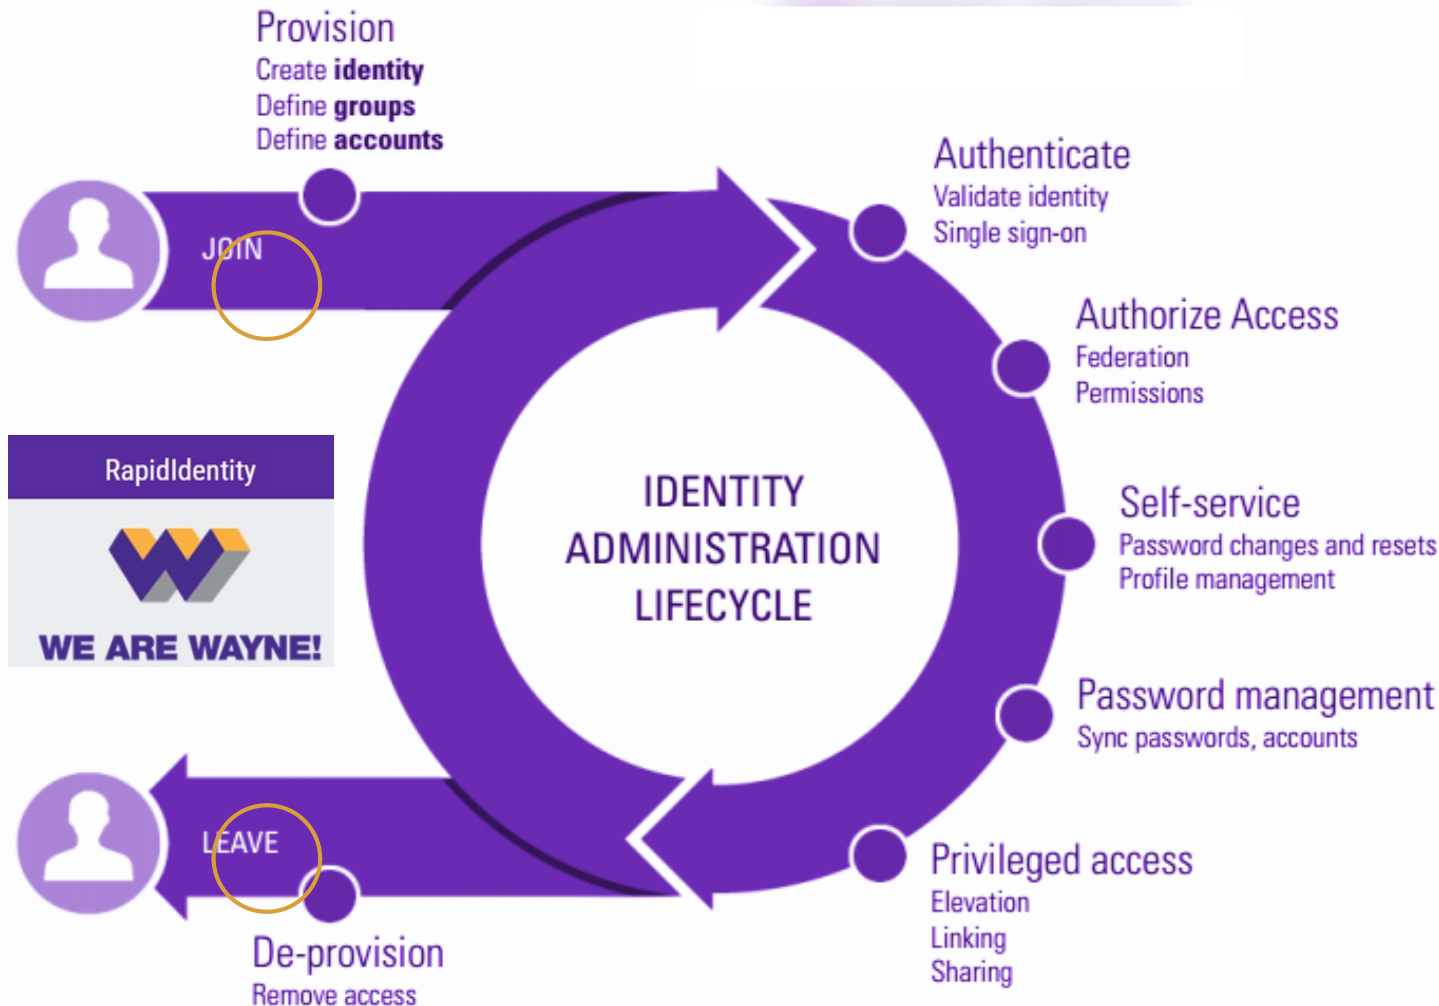 Provision
Create identity
Define groups
Define accounts
JOIN
Authenticate
Validate identity
Single sign-on
Authorize Access
Federation
Permissions
RapidIdentity
WE ARE WAYNE!
IDENTITY
ADMINISTRATION
LIFECYCLE
Self-service
Password changes and resets
Profile management
Password management
Sync passwords, accounts
LEAVE
Privileged access
Elevation
Linking
Sharing
De-provision
Remove access